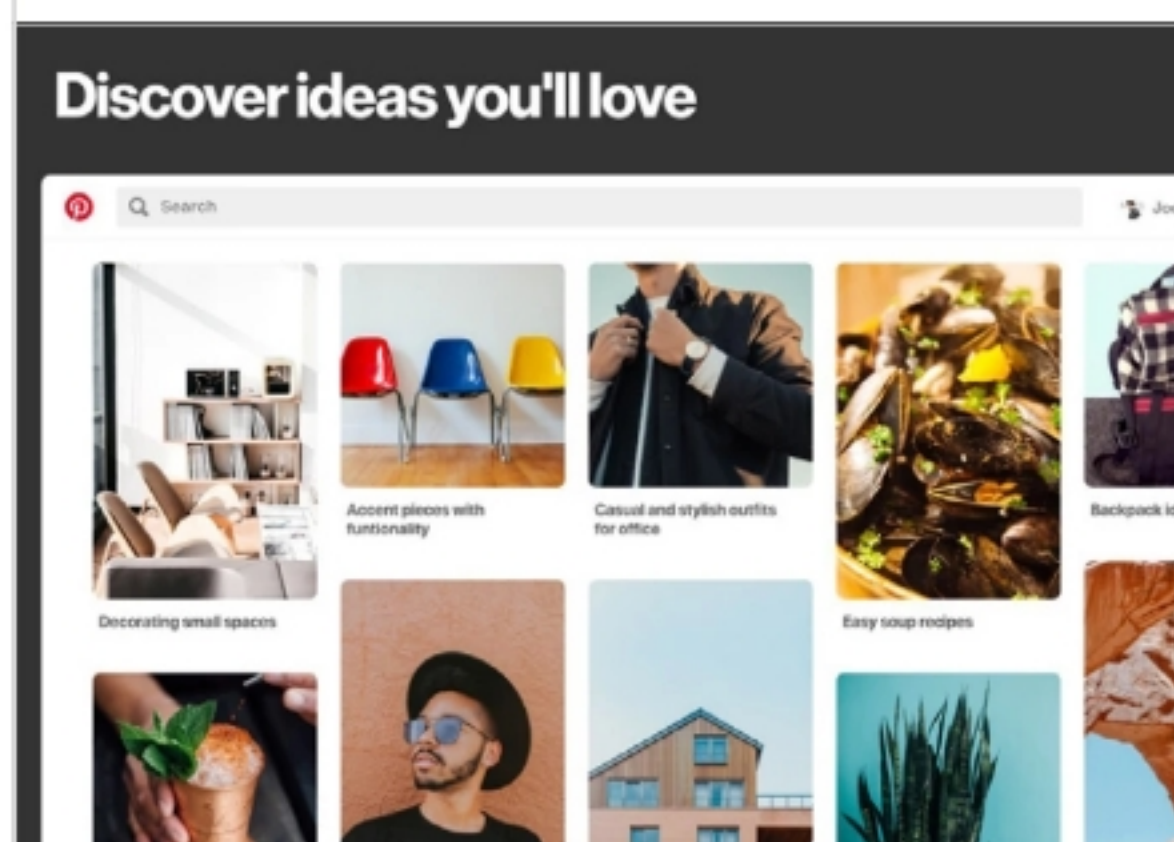 Discover ideas you'll love
Search
Accent pieces with
funtionality
Casual and stylish outfits
for office
Backpack
Decorating small spaces
Easy soup recipes